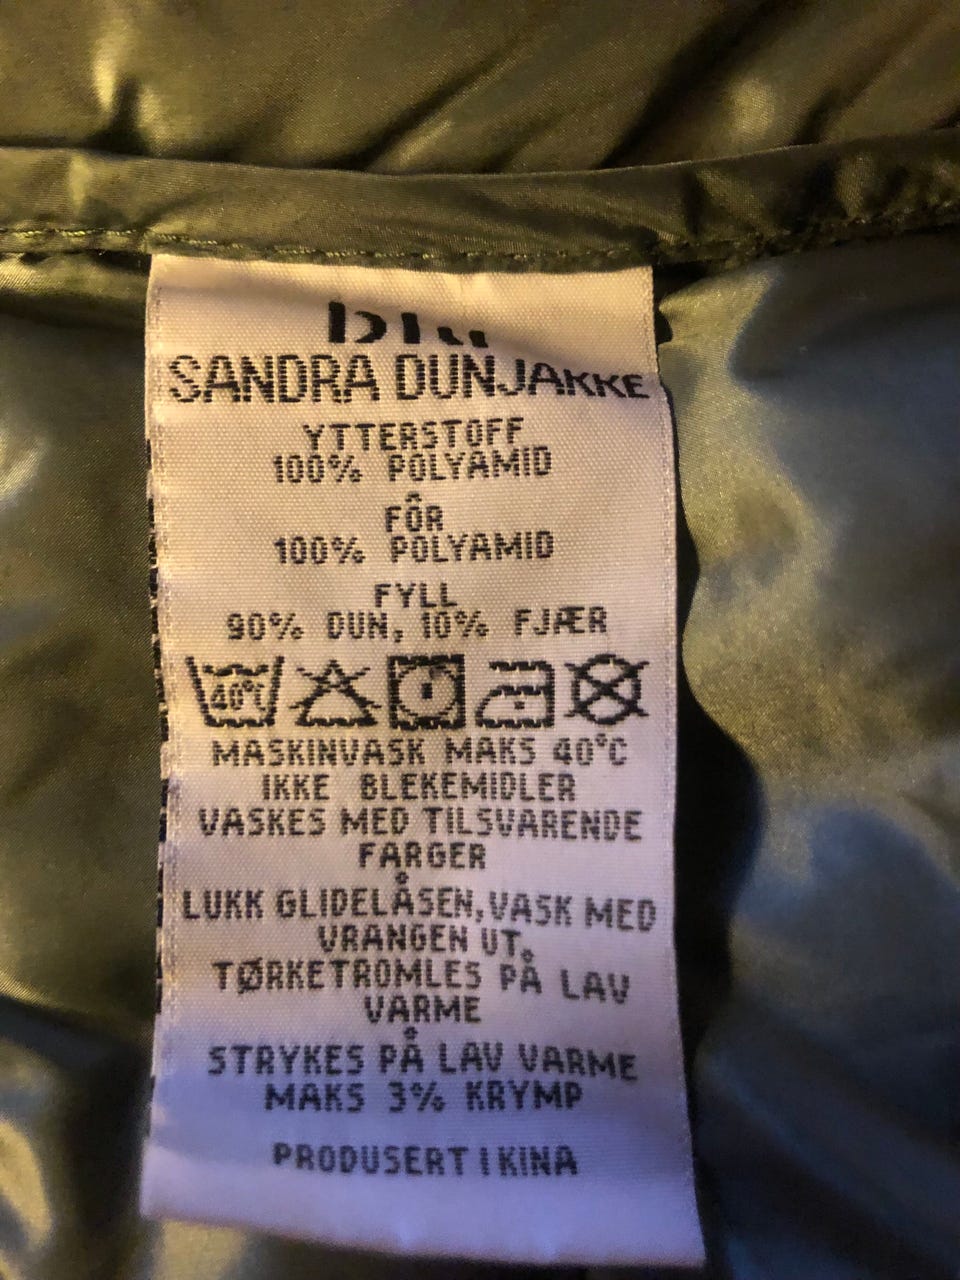 SANDRA DUNJAKKE
YTTERSTOFF
100% POLYAMID
FÔR
100% POLYAMID
FYLL
90% DUN, 10% FJÆR
40°C
MASKINVASK MAKS 40°C
IKKE BLEKEMIDLER
VASKES MED TILSVARENDE
FARGER
LUKK GLIDELÅSEN, VASK MED
VRANGEN UT.
TØRKETROMLES PÅ LAV
VARME
STRYKES PÅ LAV VARME
MAKS 3% KRYMP
PRODUSERT I KINA